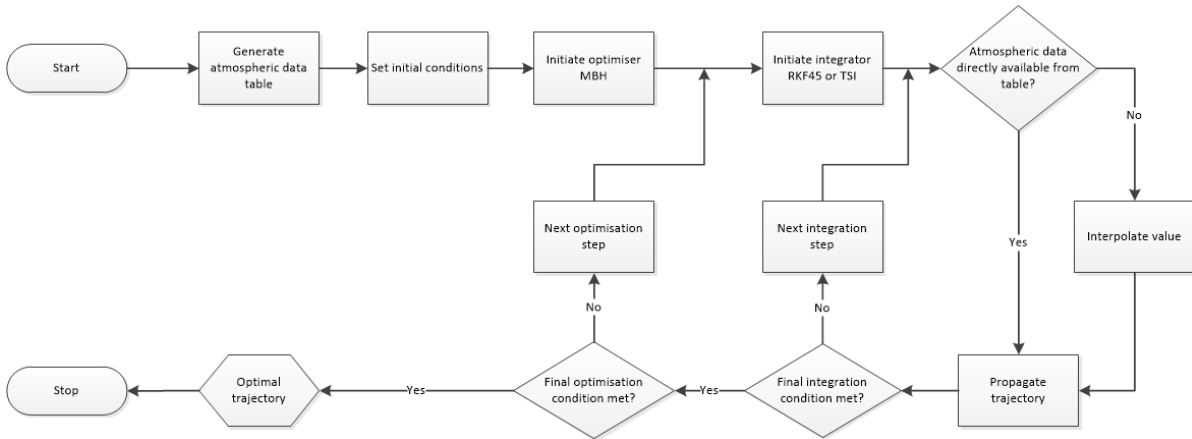 Start
Generate
atmospheric data
table
Set initial conditions
Initiate optimiser
MBH
Initiate integrator
RKF45 or TSI
Atmospheric data
directly available from
table?
No
Next optimisation
step
Next integration
step
Yes
Interpolate value
No
No
Stop
Optimal
trajectory
Yes
Final optimisation
condition met?
Yes
Final integration
condition met?
Propagate
trajectory